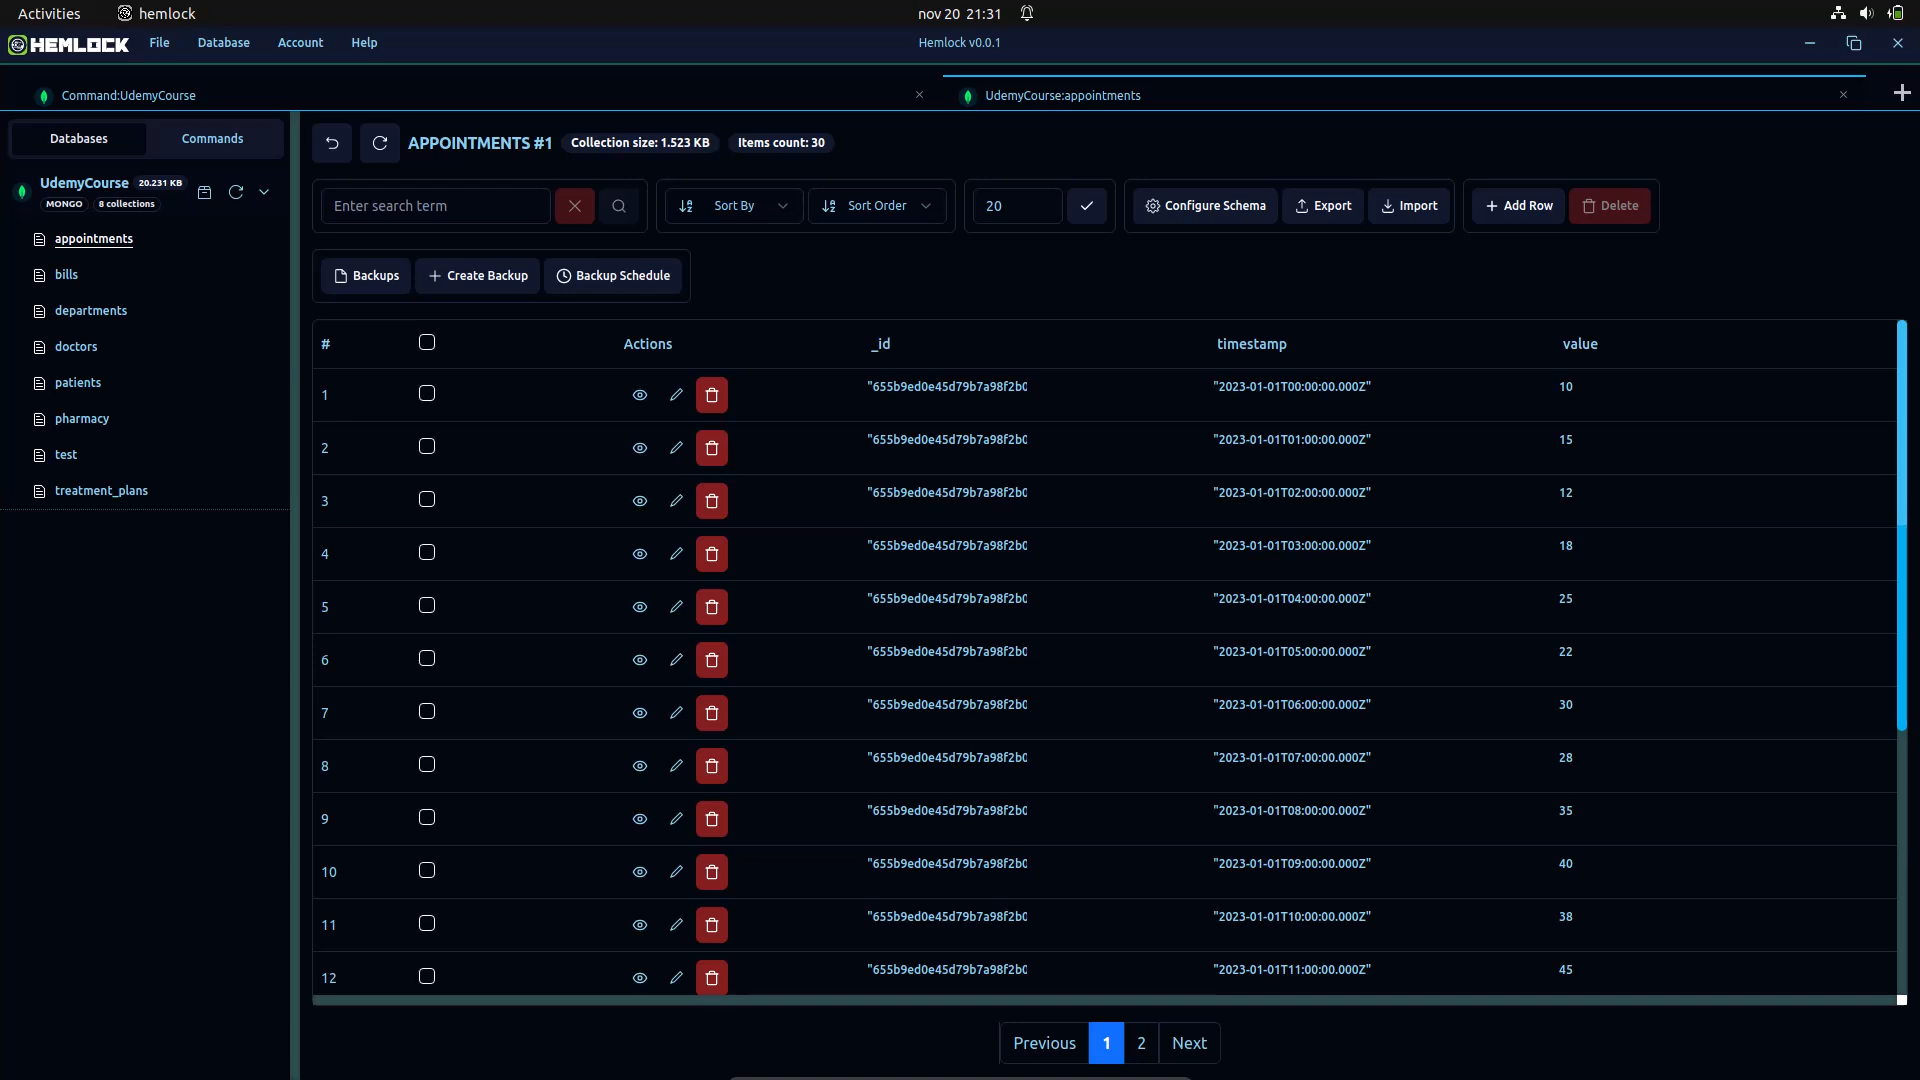 Activities hemlock nov 20 21:31
HEMLOCK File Database Account Help Hemlock v0.0.1
Command:UdemyCourse UdemyCourse:appointments
Databases Commands
UdemyCourse 20.231 KB
MONGO 8 collections
appointments
bills
departments
doctors
patients
pharmacy
test
treatment_plans
APPOINTMENTS #1 Collection size: 1.523 KB Items count: 30
Enter search term Sort By Sort Order 20 Configure Schema Export Import Add Row Delete
Backups Create Backup Backup Schedule
# Actions _id timestamp value
1 "655b9ed0e45d79b7a98f2b0 "2023-01-01T00:00:00.000Z" 10
2 "655b9ed0e45d79b7a98f2b0 "2023-01-01T01:00:00.000Z" 15
3 "655b9ed0e45d79b7a98f2b0 "2023-01-01T02:00:00.000Z" 12
4 "655b9ed0e45d79b7a98f2b0 "2023-01-01T03:00:00.000Z" 18
5 "655b9ed0e45d79b7a98f2b0 "2023-01-01T04:00:00.000Z" 25
6 "655b9ed0e45d79b7a98f2b0 "2023-01-01T05:00:00.000Z" 22
7 "655b9ed0e45d79b7a98f2b0 "2023-01-01T06:00:00.000Z" 30
8 "655b9ed0e45d79b7a98f2b0 "2023-01-01T07:00:00.000Z" 28
9 "655b9ed0e45d79b7a98f2b0 "2023-01-01T08:00:00.000Z" 35
10 "655b9ed0e45d79b7a98f2b0 "2023-01-01T09:00:00.000Z" 40
11 "655b9ed0e45d79b7a98f2b0 "2023-01-01T10:00:00.000Z" 38
12 "655b9ed0e45d79b7a98f2b0 "2023-01-01T11:00:00.000Z" 45
Previous 1 2 Next